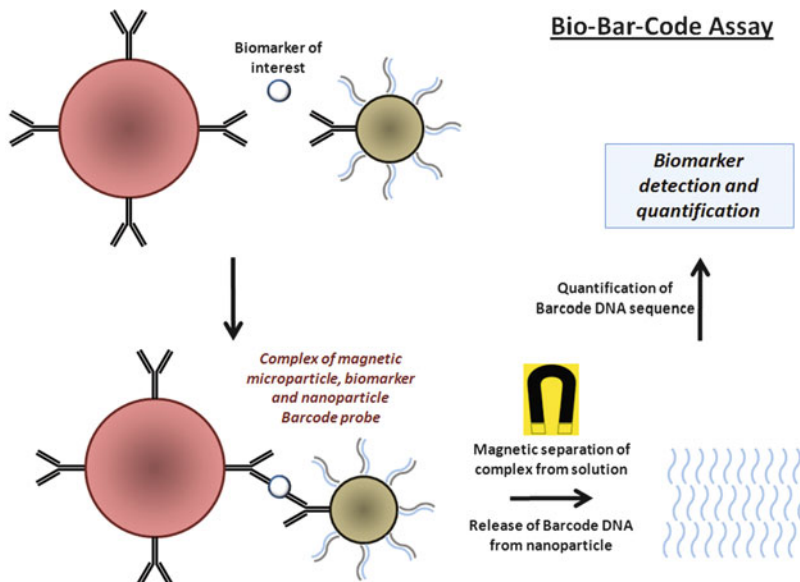 Bio-Bar-Code Assay
Biomarker of
interest
Biomarker
detection and
quantification
Quantification of
Barcode DNA sequence
Complex of magnetic
microparticle, biomarker
and nanoparticle
Barcode probe
Magnetic separation of
complex from solution
Release of Barcode DNA
from nanoparticle